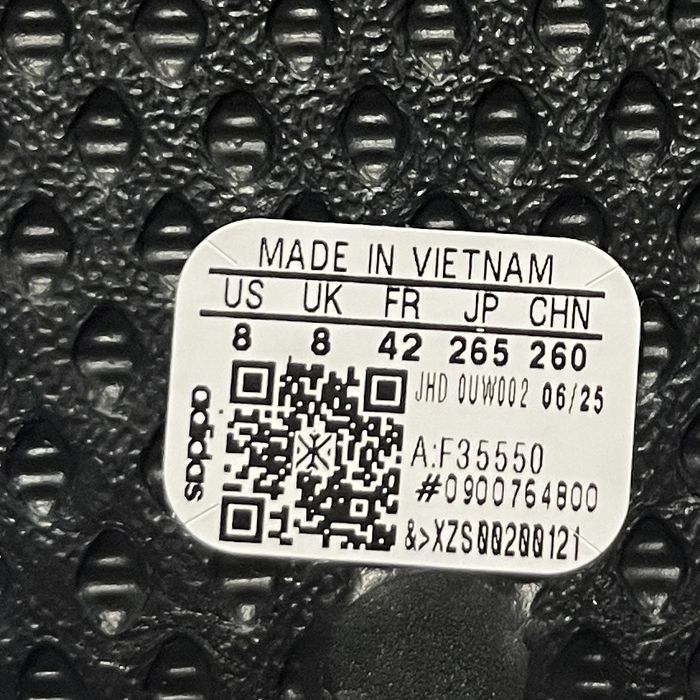 MADE IN VIETNAM
US UK FR JP CHN
8 8 42 265 260
JHD 0UW002 06/25
adidas
A:F35550
#0900764800
&>XZS00200121